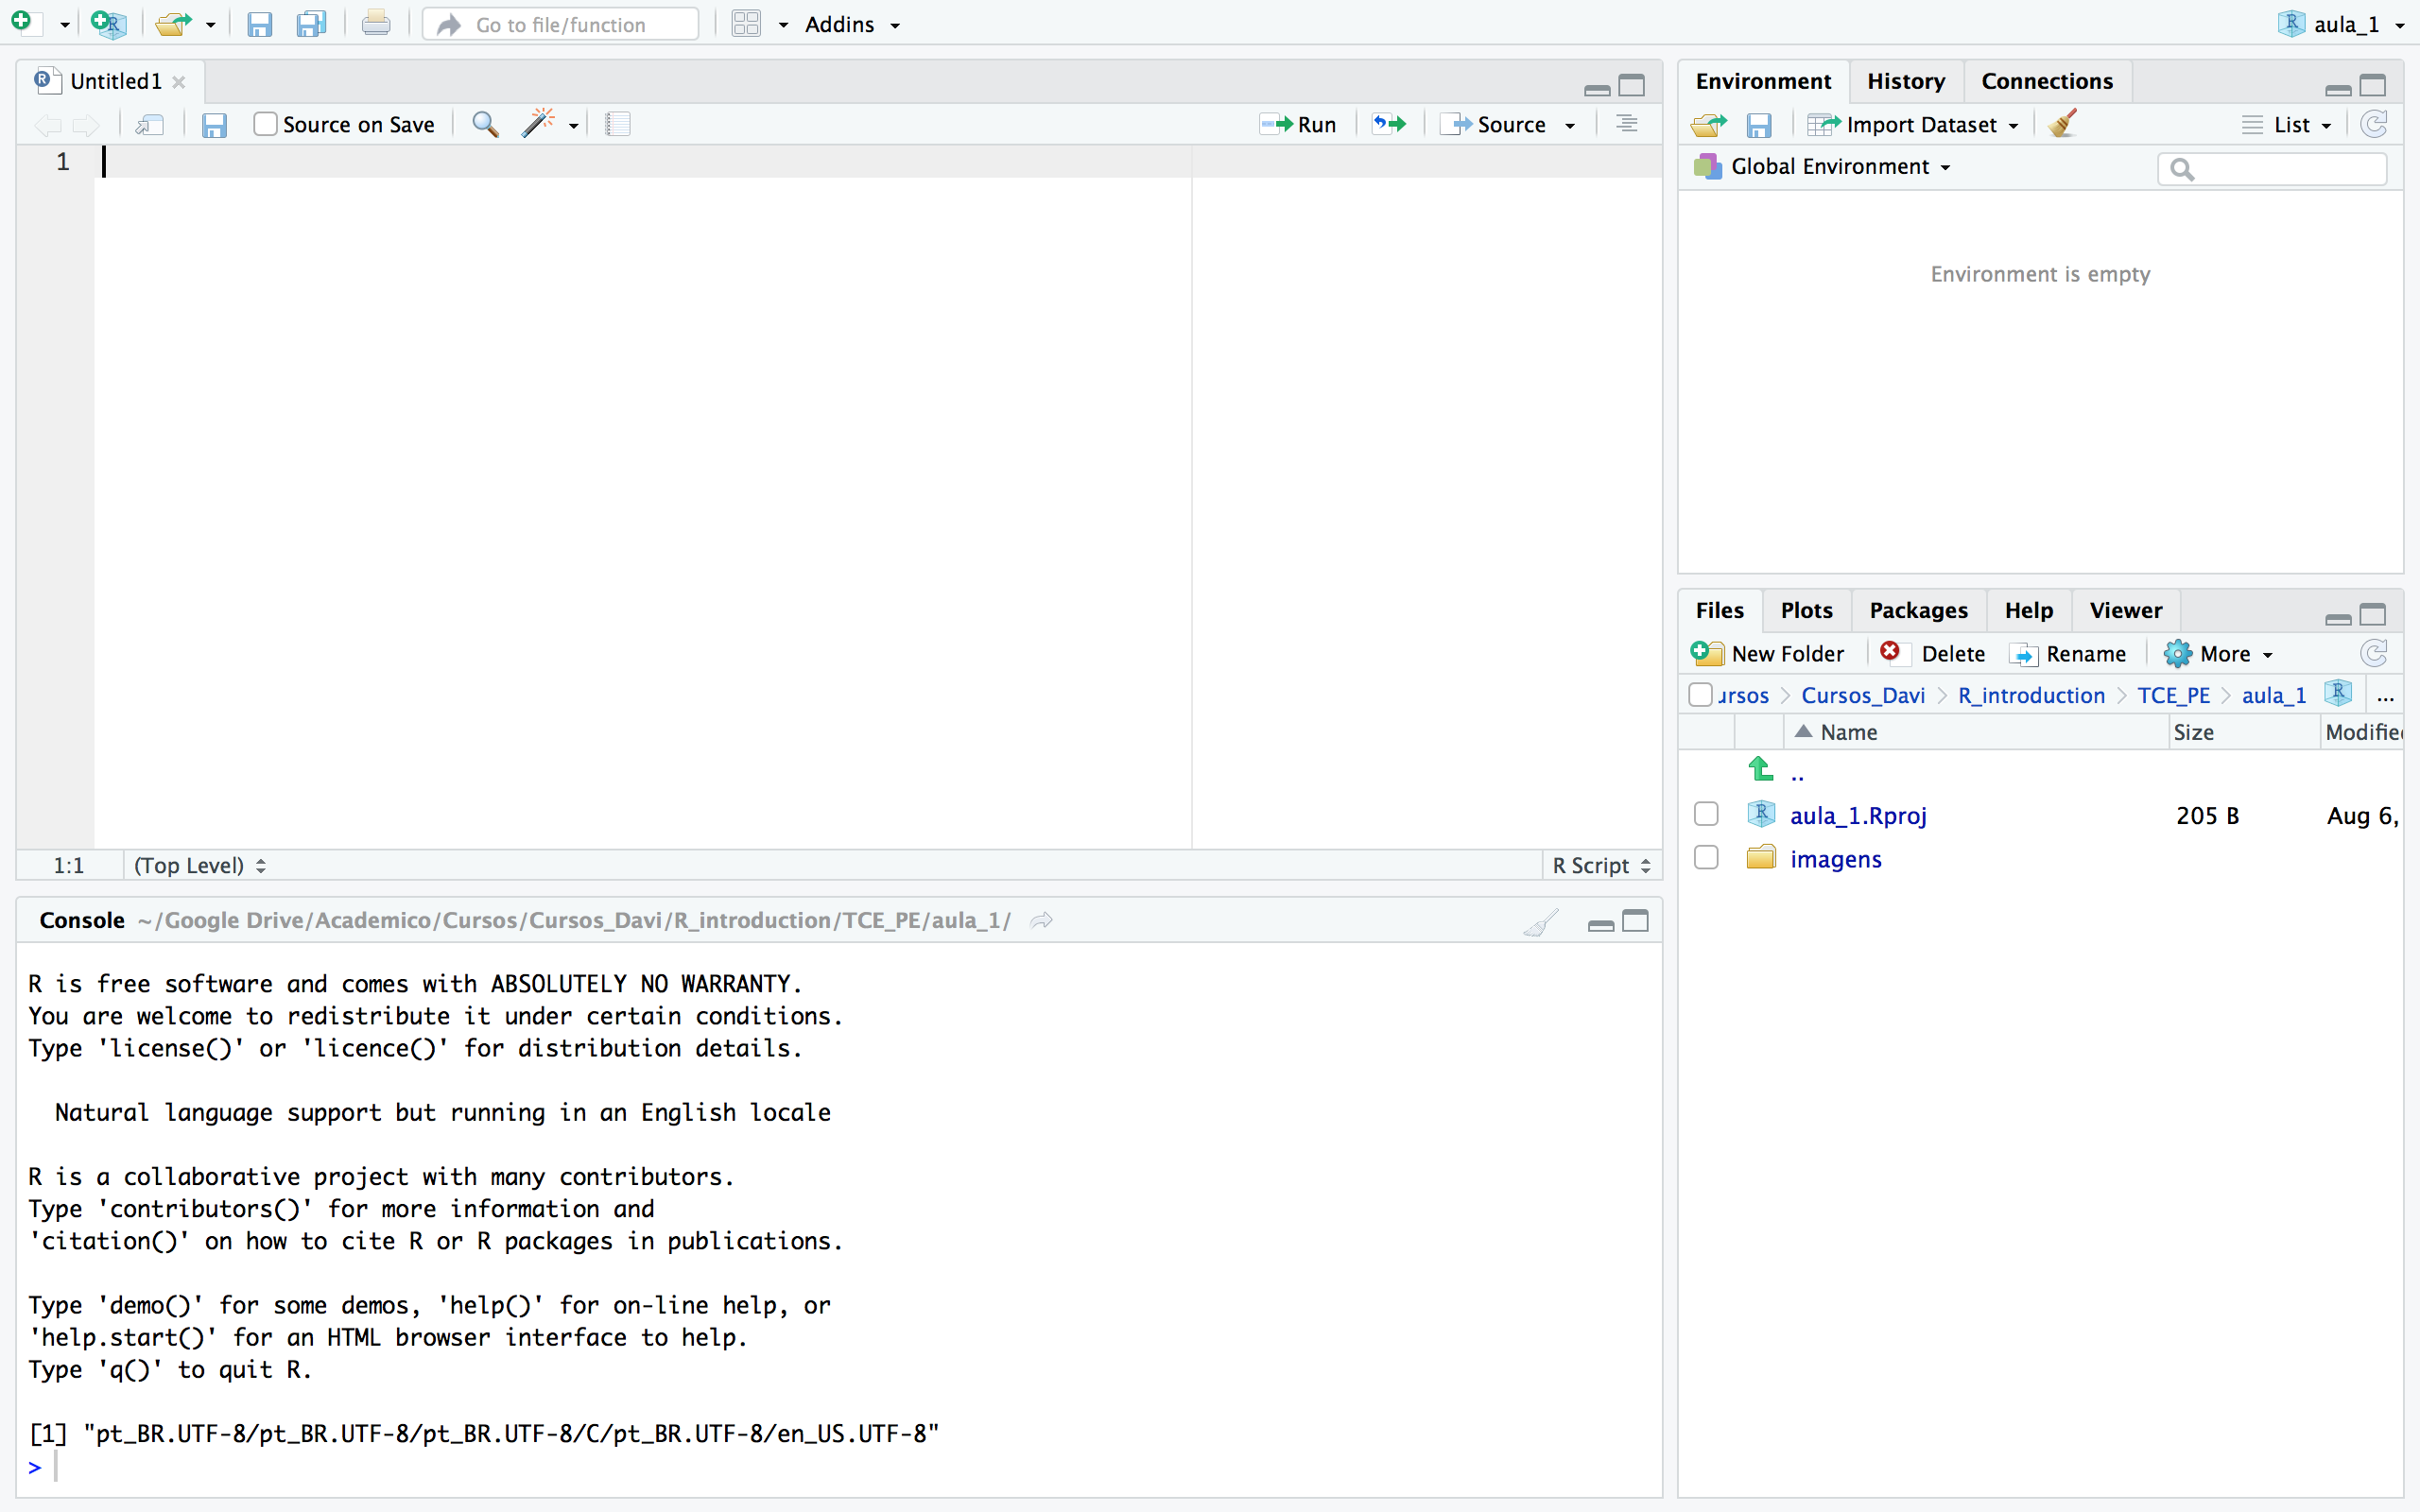 Go to file/function
Addins
aula_1
Untitled1
Source on Save
Run
Source
1
1:1
(Top Level)
R Script
Console ~/Google Drive/Academico/Cursos/Cursos_Davi/R_introduction/TCE_PE/aula_1/
R is free software and comes with ABSOLUTELY NO WARRANTY.
You are welcome to redistribute it under certain conditions.
Type 'license()' or 'licence()' for distribution details.
Natural language support but running in an English locale
R is a collaborative project with many contributors.
Type 'contributors()' for more information and
'citation()' on how to cite R or R packages in publications.
Type 'demo()' for some demos, 'help()' for on-line help, or
'help.start()' for an HTML browser interface to help.
Type 'q()' to quit R.
[1] "pt_BR.UTF-8/pt_BR.UTF-8/pt_BR.UTF-8/C/pt_BR.UTF-8/en_US.UTF-8"
>
Environment History Connections
Import Dataset List
Global Environment
Environment is empty
Files Plots Packages Help Viewer
New Folder Delete Rename More
ursos Cursos_Davi R_introduction TCE_PE aula_1 ...
Name Size Modified
..
aula_1.Rproj 205 B Aug 6,
imagens